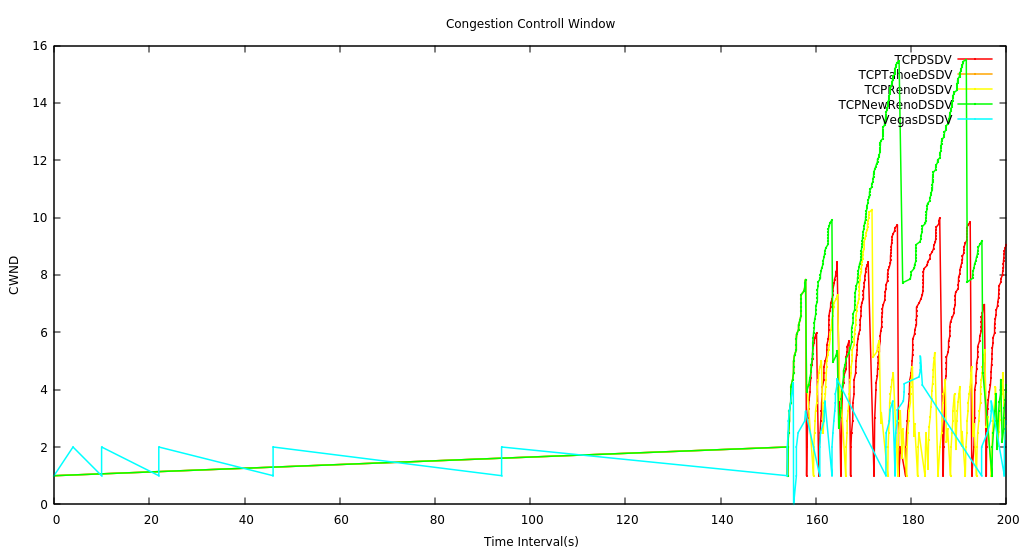 Congestion Controll Window
16
14
12
10
8
6
4
2
0
CWND
TCPDSDV
TCPTahoeDSDV
TCPRenoDSDV
TCPNewRenoDSDV
TCPVegasDSDV
0 20 40 60 80 100 120 140 160 180 200
Time Interval(s)